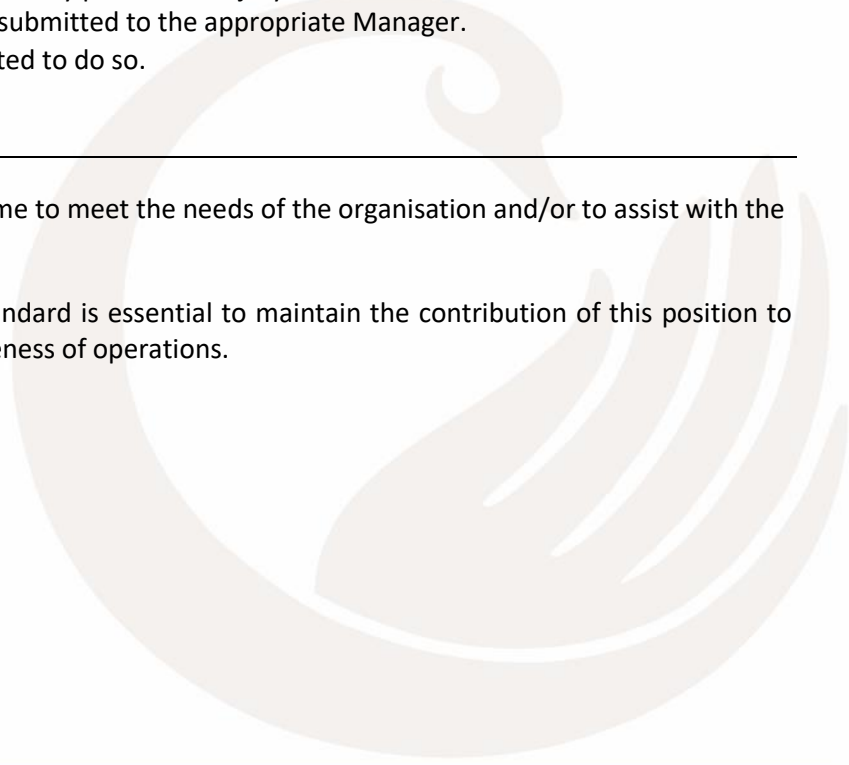 submitted to the appropriate Manager.
ted to do so.
me to meet the needs of the organisation and/or to assist with the
ndard is essential to maintain the contribution of this position to
eness of operations.